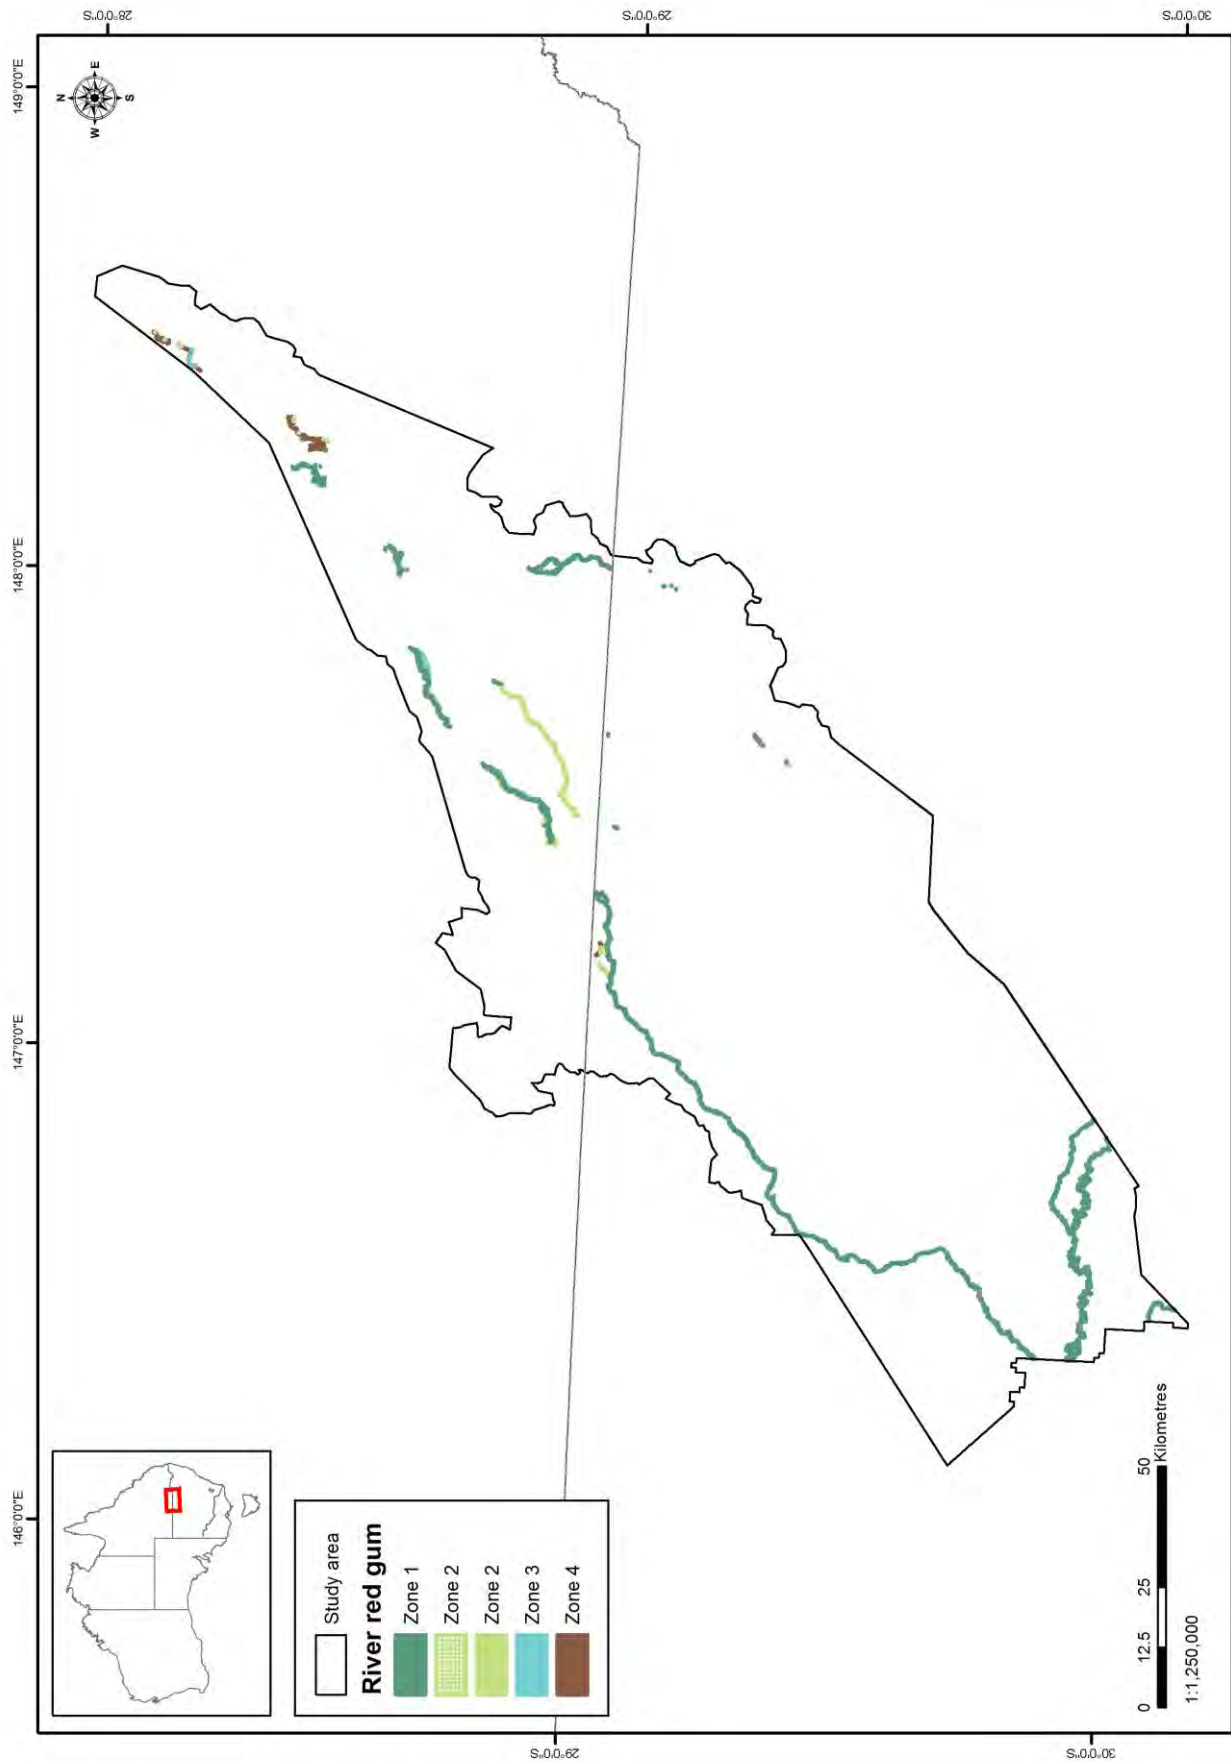 146°0'0"E
147°0'0"E
148°0'0"E
149°0'0"E
28°0'0"S
29°0'0"S
30°0'0"S
29°0'0"S
30°0'0"S
N
W
E
S
Study area
River red gum
Zone 1
Zone 2
Zone 2
Zone 3
Zone 4
0
12.5
25
50
Kilometres
1:1,250,000